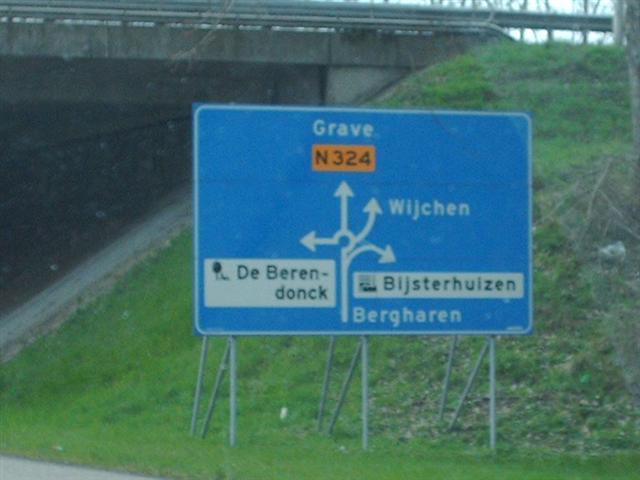 Grave
N324
Wijchen
De Beren-
donck
Bijsterhuizen
Bergharen